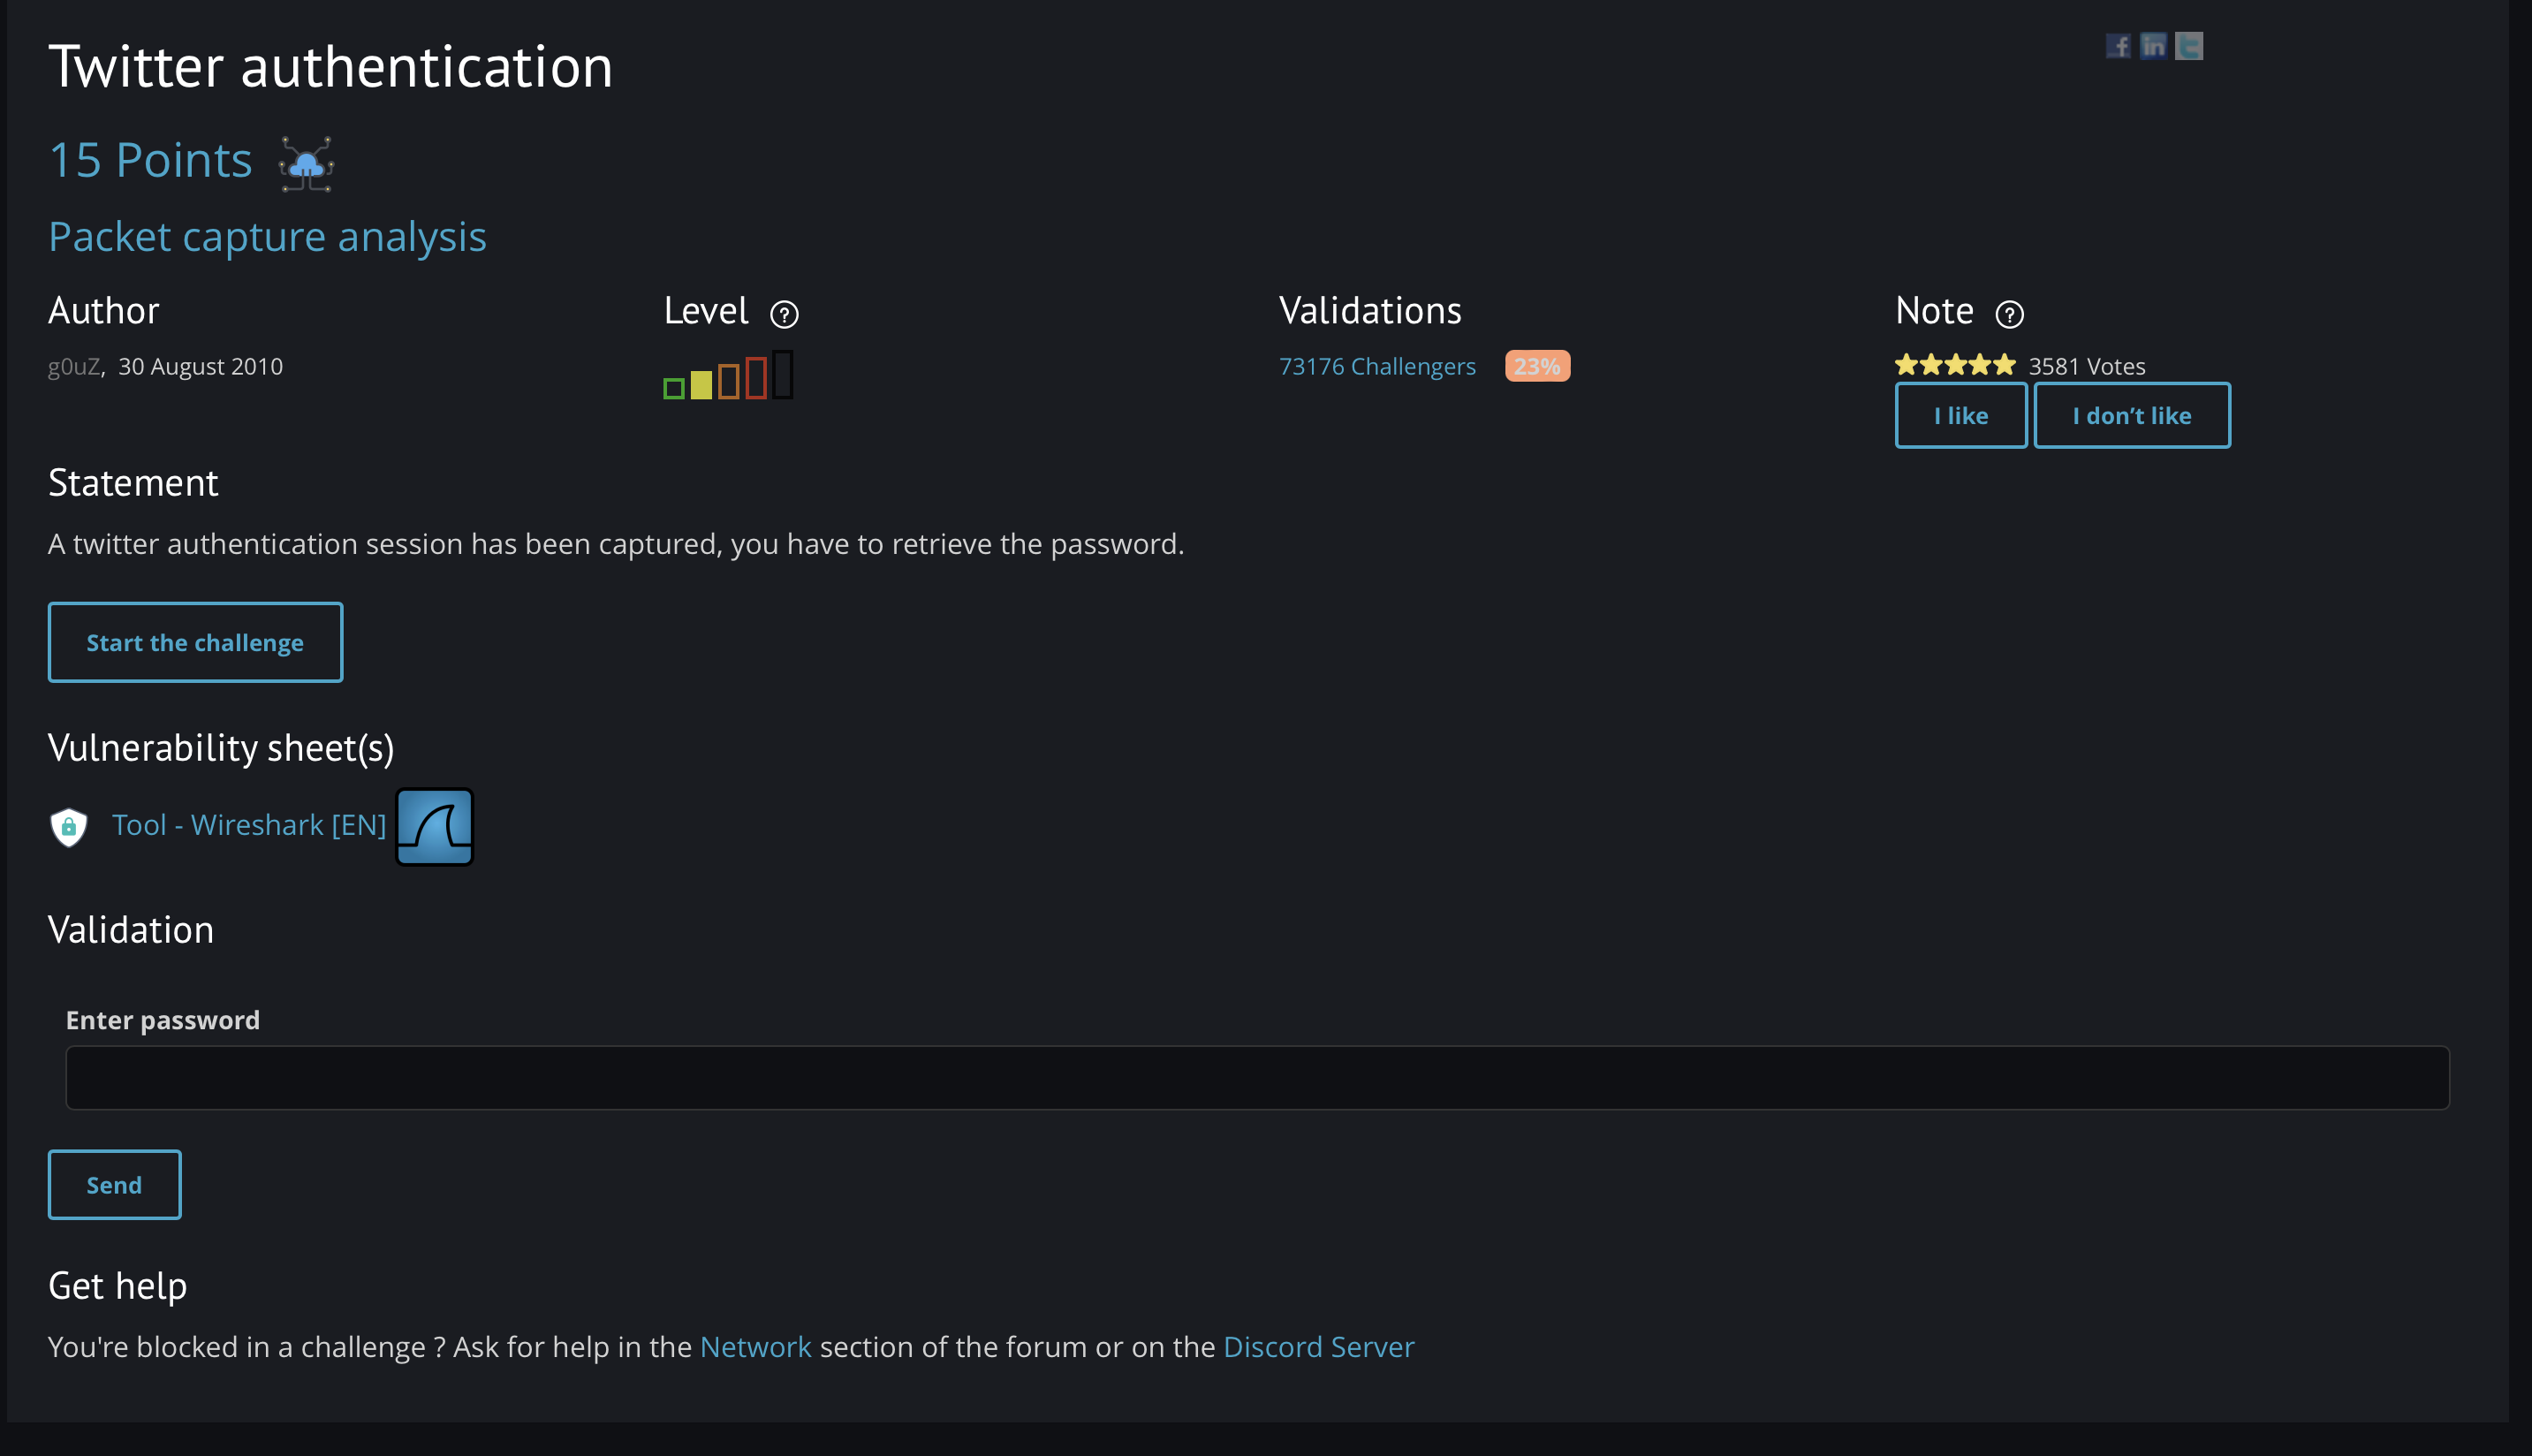 Twitter authentication
15 Points
Packet capture analysis
Author
Level ?
Validations
Note ?
g0uZ, 30 August 2010
73176 Challengers 23%
3581 Votes
I like
I don’t like
Statement
A twitter authentication session has been captured, you have to retrieve the password.
Start the challenge
Vulnerability sheet(s)
Tool - Wireshark [EN]
Validation
Enter password
Send
Get help
You're blocked in a challenge ? Ask for help in the Network section of the forum or on the Discord Server